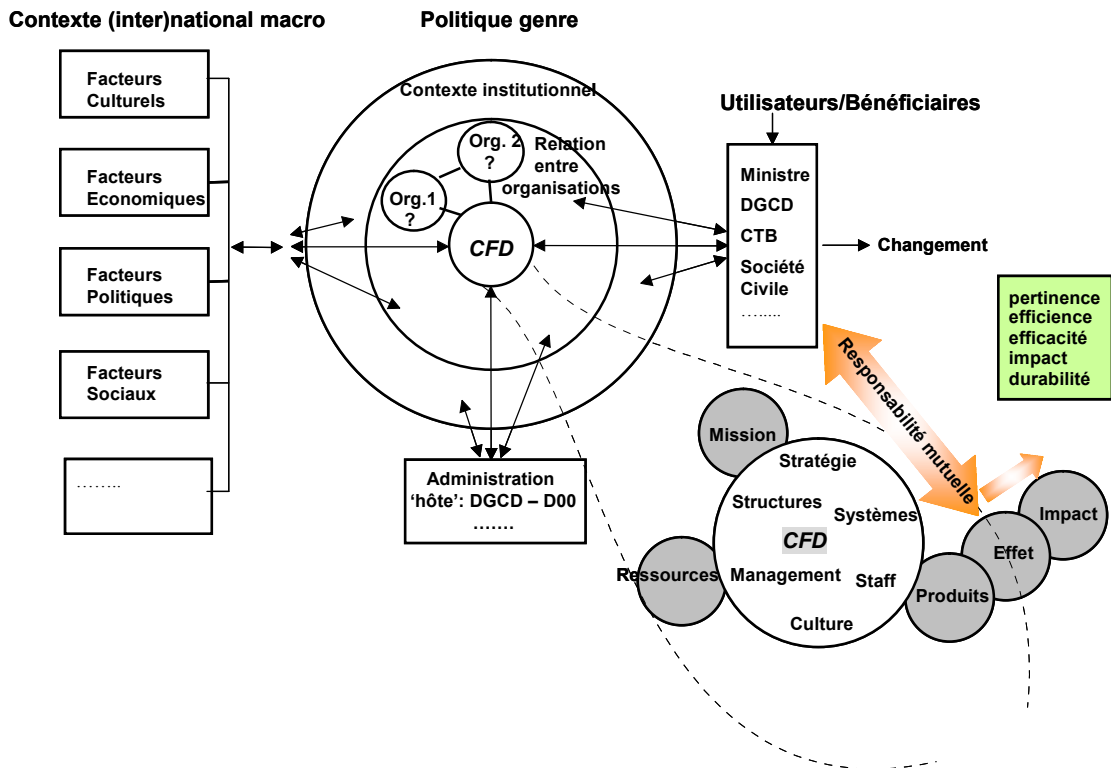 Contexte (inter)national macro
Politique genre
Facteurs
Culturels
Facteurs
Economiques
Facteurs
Politiques
Facteurs
Sociaux
……..
Contexte institutionnel
Org. 2
?
Relation
entre
organisations
Org.1
?
CFD
Administration
‘hôte’: DGCD – D00
…….
Utilisateurs/Bénéficiaires
Ministre
DGCD
CTB
Société
Civile
…......
Changement
pertinence
efficience
efficacité
impact
durabilité
Responsabilité mutuelle
Mission
Stratégie
Structures
Systèmes
CFD
Ressources
Management
Staff
Culture
Produits
Effet
Impact